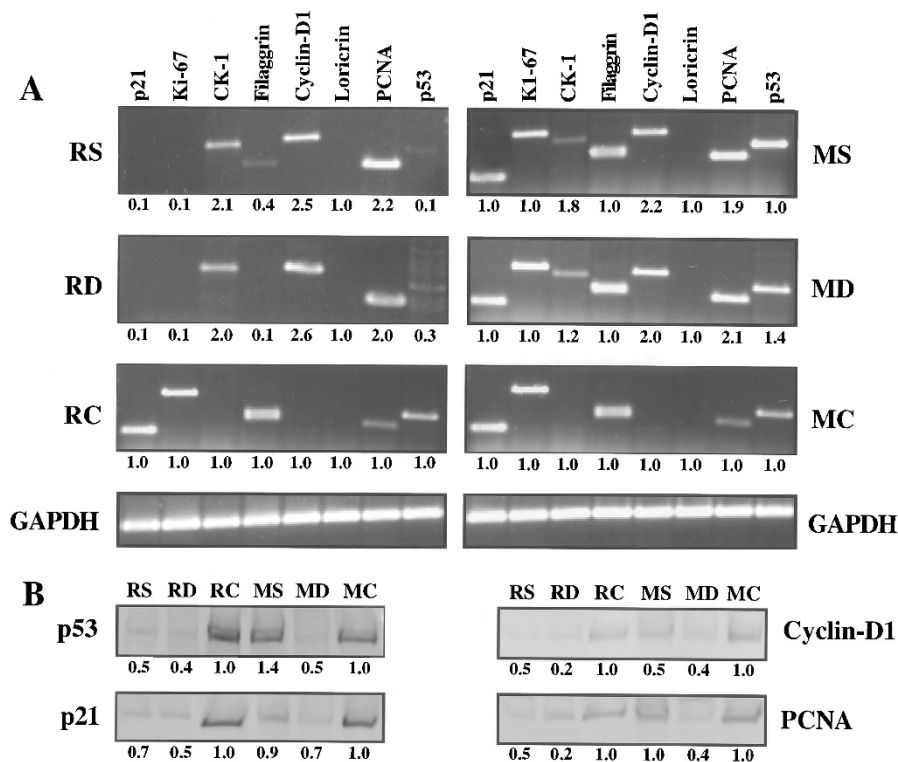 A
p21 Ki-67 CK-1 Filaggrin Cyclin-D1 Loricrin PCNA p53
p21 K1-67 CK-1 Filaggrin Cyclin-D1 Loricrin PCNA p53
RS
0.1 0.1 2.1 0.4 2.5 1.0 2.2 0.1
1.0 1.0 1.8 1.0 2.2 1.0 1.9 1.0
MS
RD
0.1 0.1 2.0 0.1 2.6 1.0 2.0 0.3
1.0 1.0 1.2 1.0 2.0 1.0 2.1 1.4
MD
RC
1.0 1.0 1.0 1.0 1.0 1.0 1.0 1.0
1.0 1.0 1.0 1.0 1.0 1.0 1.0 1.0
MC
GAPDH
GAPDH
B
RS RD RC MS MD MC
p53
0.5 0.4 1.0 1.4 0.5 1.0
RS RD RC MS MD MC
Cyclin-D1
0.5 0.2 1.0 0.5 0.4 1.0
p21
0.7 0.5 1.0 0.9 0.7 1.0
PCNA
0.5 0.2 1.0 1.0 0.4 1.0